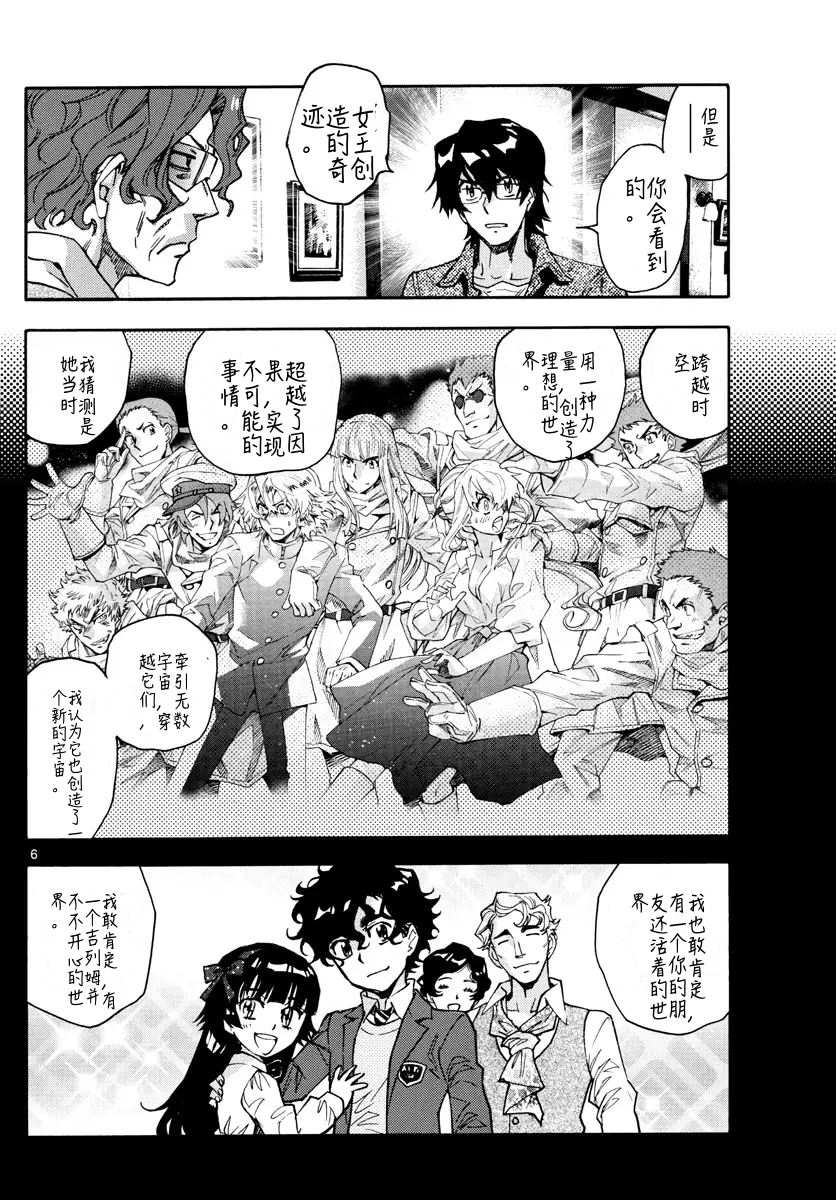 但是
——
你会看到
的。
女王创
造的奇
迹。
跨越时
空
用一种力
量,创造了
理想的世
界。
超越了因
果,实现
不可能的
事情。
我猜测是
她当时
牵引无数
宇宙,穿
越它们,
我认为它也创造了一
个新的宇宙。
6
我也敢肯定
有一个你的朋
友还活着的世
界。
我敢肯定,有
一个吉列姆并
不不开心的世
界。